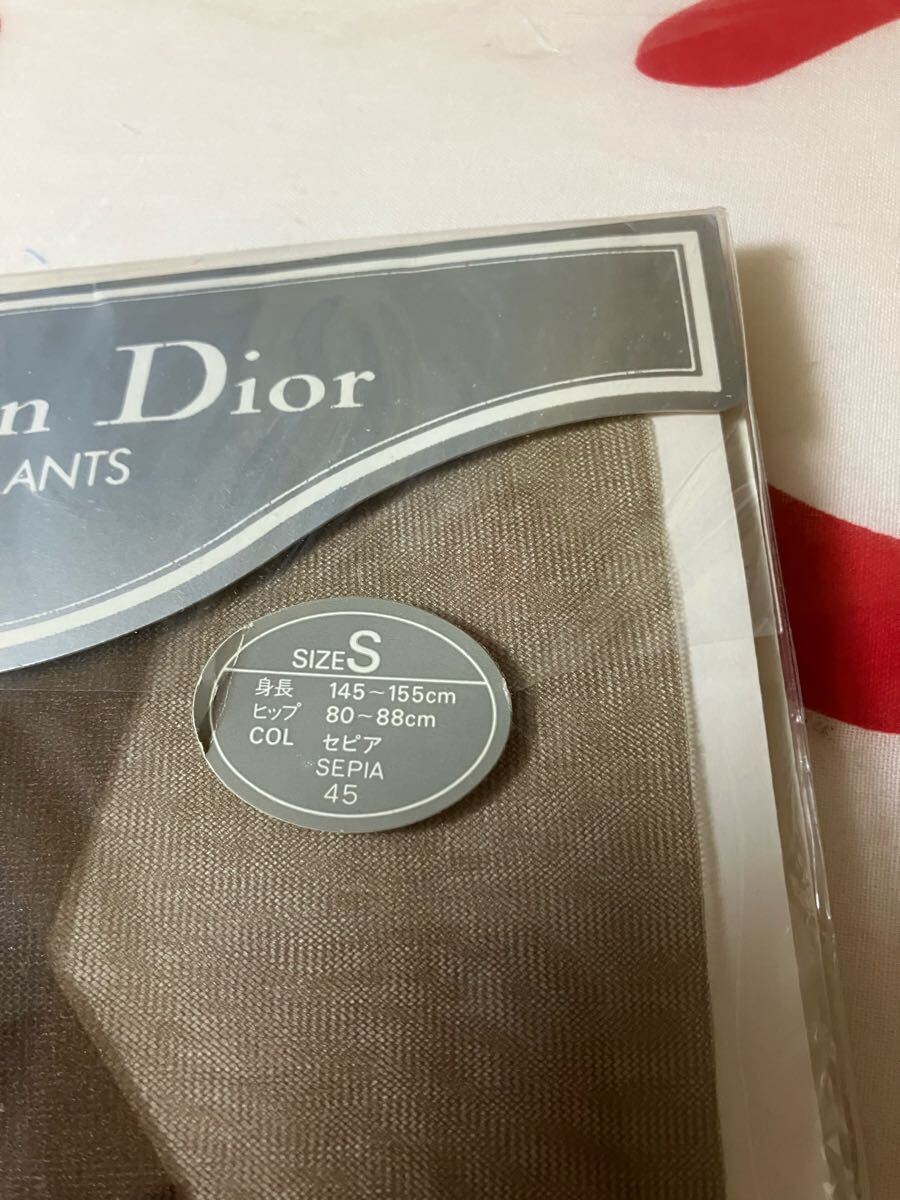 n Dior
ANTS
SIZE S
身長 145～155cm
ヒップ 80～88cm
COL セピア
SEPIA
45